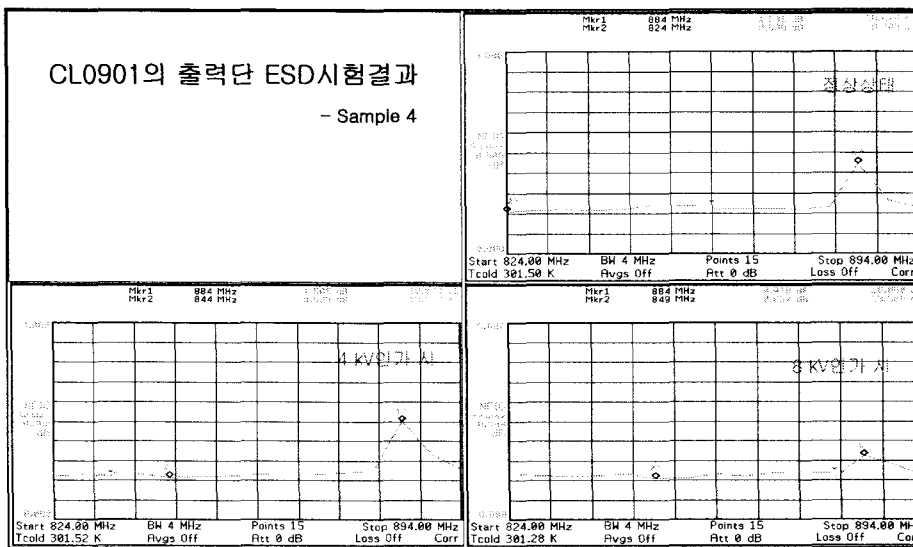 CL0901의 출력단 ESD시험결과
- Sample 4
Mkr1 884 MHz
Mkr2 824 MHz
정상상태
Start 824.00 MHz BW 4 MHz Points 15 Stop 894.00 MHz
Tcold 301.50 K Avgs Off Att 0 dB Loss Off Corr
Mkr1 884 MHz
Mkr2 844 MHz
4 KV인가 시
Start 824.00 MHz BW 4 MHz Points 15 Stop 894.00 MHz
Tcold 301.52 K Avgs Off Att 0 dB Loss Off Corr
Mkr1 884 MHz
Mkr2 849 MHz
8 KV인가 시
Start 824.00 MHz BW 4 MHz Points 15 Stop 894.00 MHz
Tcold 301.28 K Avgs Off Att 0 dB Loss Off Corr